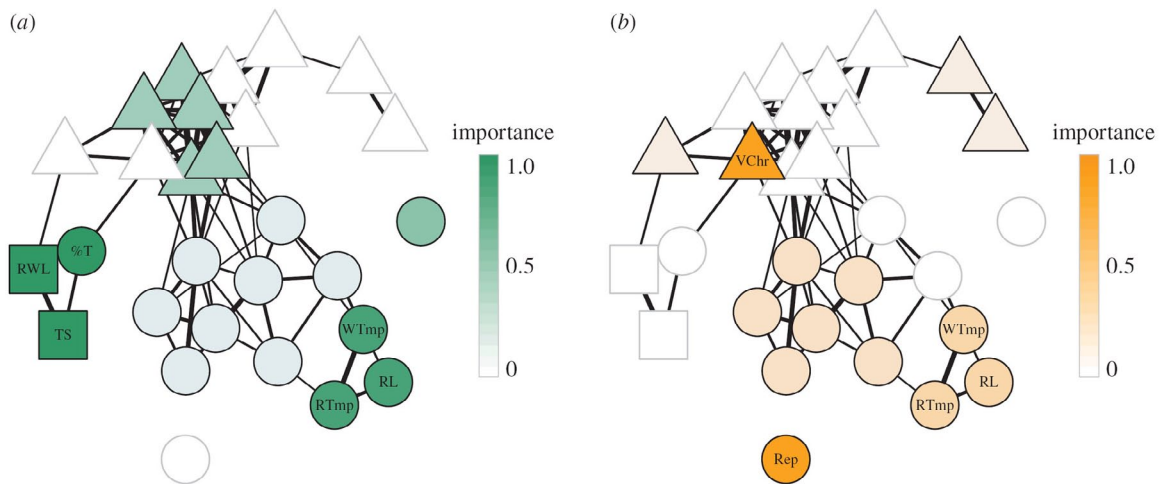 (a)
importance
1.0
0.5
0
%T
RWL
TS
WTmp
RL
RTmp
(b)
importance
1.0
0.5
0
VChr
WTmp
RL
RTmp
Rep